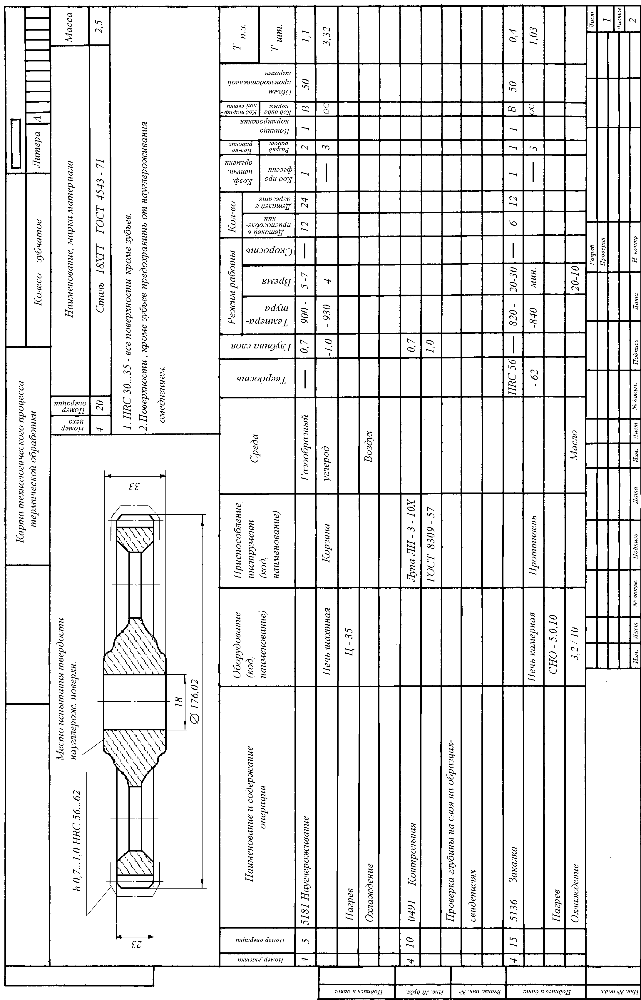 Карта технологического процесса
термической обработки
Колесо зубчатое
Литера А
Номер цеха
Номер операции
Наименование, марка материала
Масса
4 20 Сталь 18ХГТ ГОСТ 4543 - 71 2,5
1. HRC 30...35 - все поверхности кроме зубьев.
2.Поверхности , кроме зубьев предохранить от науглероживания
омеднением.
h 0,7...1,0 HRC 56...62
Место испытания твердости
науглерож. поверхн.
33
23
18
Ø 176,02
Номер участка
Номер операции
Наименование и содержание
операции
Оборудование
(код,
наименование)
Приспособление
инструмент
(код,
наименование)
Среда
Твердость
Глубина слоя
Режим работы
Темпера-
тура
Время
Скорость
Кол-во
Деталей в
приспособле-
нии
Деталей в
агрегате
Коэф.
штучн.
времени
Код про-
фессии
Кол-во
рабочих
Разряд
работ
Единица
нормирования
Код тариф-
ной сетки
Код вида
нормы
Объем
производственной
партии
Т п.з.
Т шт.
4 5 5181 Науглероживание Газообразный — 0,7 900 - 5 -7 — 12 24 1 2 1 В 50 1,1
Печь шахтная Корзина углерод -1,0 - 930 4 — 3 ОС 3,32
Нагрев Ц - 35
Охлаждение Воздух
4 10 0491 Контрольная Лупа ЛИ - 3 - 10Х 0,7
ГОСТ 8309 - 57 1,0
Проверка глубины на слоя на образцах-
свидетелях
4 15 5136 Закалка HRC 56 — 820 - 20-30 — 6 12 1 1 1 В 50 0,4
Печь камерная ПротTивень - 62 -840 мин. — 3 ОС 1,03
Нагрев СНО - 5.0,10
Охлаждение 3,2 / 10 Масло 20-10
Разраб.
Проверил
Н. контр.
Лист
1
Листов
2
Изм. Лист № докум. Подпись Дата Изм. Лист № докум. Подпись Дата
Подпись и дата
Инв. № дубл.
Взаим. инв. №
Подпись и дата
Инв. № подл.